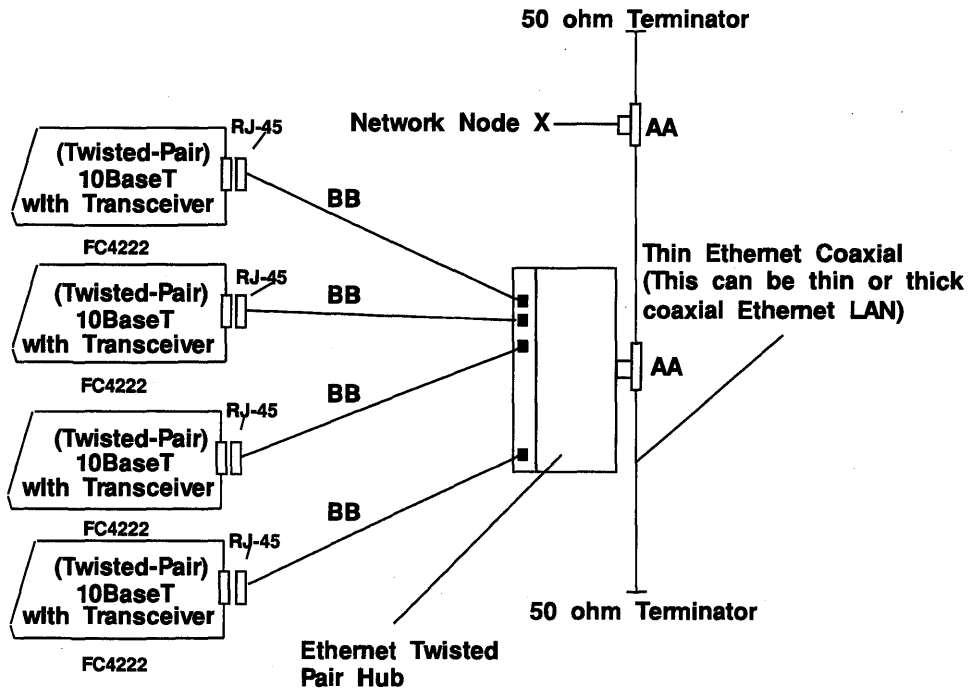 50 ohm Terminator
Network Node X
AA
RJ-45
(Twisted-Pair)
10BaseT
with Transceiver
FC4222
BB
RJ-45
(Twisted-Pair)
10BaseT
with Transceiver
FC4222
BB
Thin Ethernet Coaxial
(This can be thin or thick
coaxial Ethernet LAN)
AA
RJ-45
(Twisted-Pair)
10BaseT
with Transceiver
FC4222
BB
RJ-45
(Twisted-Pair)
10BaseT
with Transceiver
FC4222
BB
50 ohm Terminator
Ethernet Twisted
Pair Hub